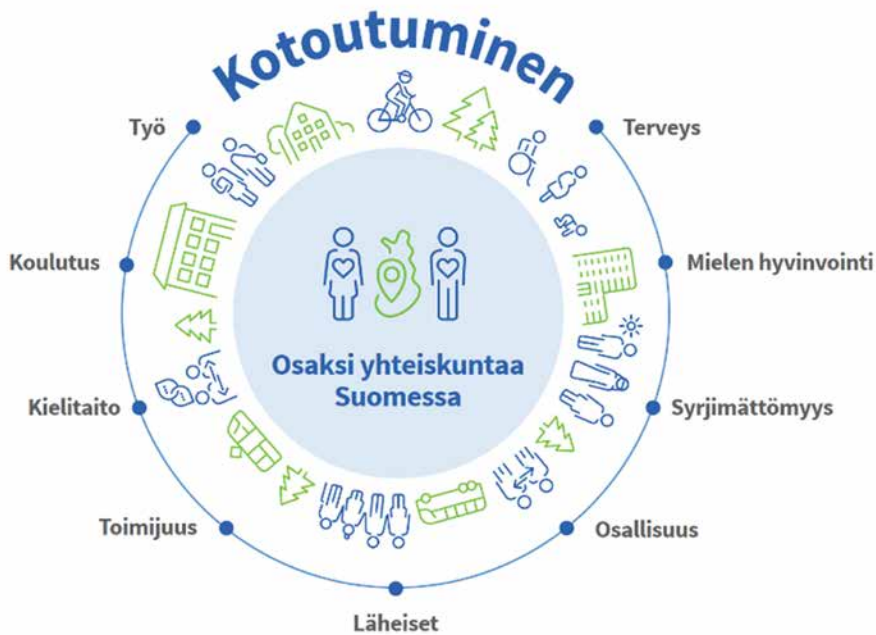 Kotoutuminen
Työ
Terveys
Koulutus
Mielen hyvinvointi
Osaksi yhteiskuntaa
Suomessa
Kielitaito
Syrjimättömyys
Toimijuus
Osallisuus
Läheiset